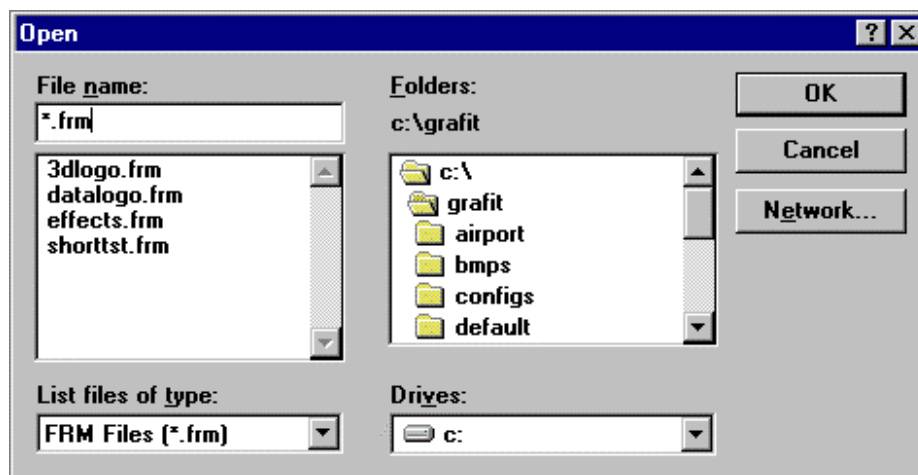 Open
File name:
*.frm
3dlogo.frm
datalogo.frm
effects.frm
shorttst.frm
List files of type:
FRM Files (*.frm)
Folders:
c:\grafit
c:\
grafit
airport
bmps
configs
default
Drives:
c:
OK
Cancel
Network...